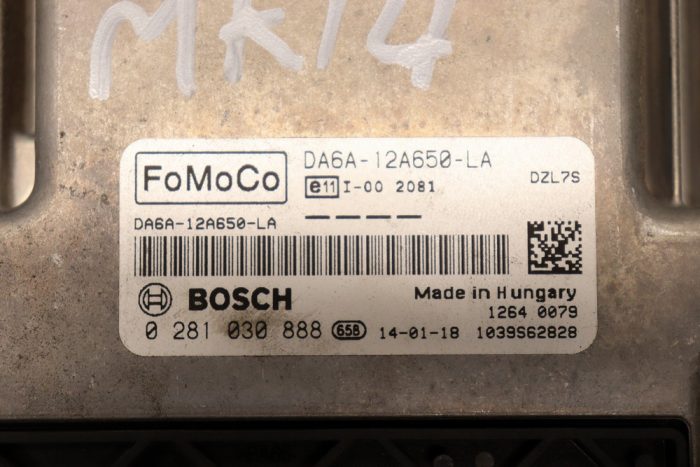 MK14
FoMoCo
DA6A-12A650-LA
e11 I-00 2081
DZL7S
DA6A-12A650-LA
BOSCH
Made in Hungary
1264 0079
0 281 030 888 658 14-01-18 1039S62828